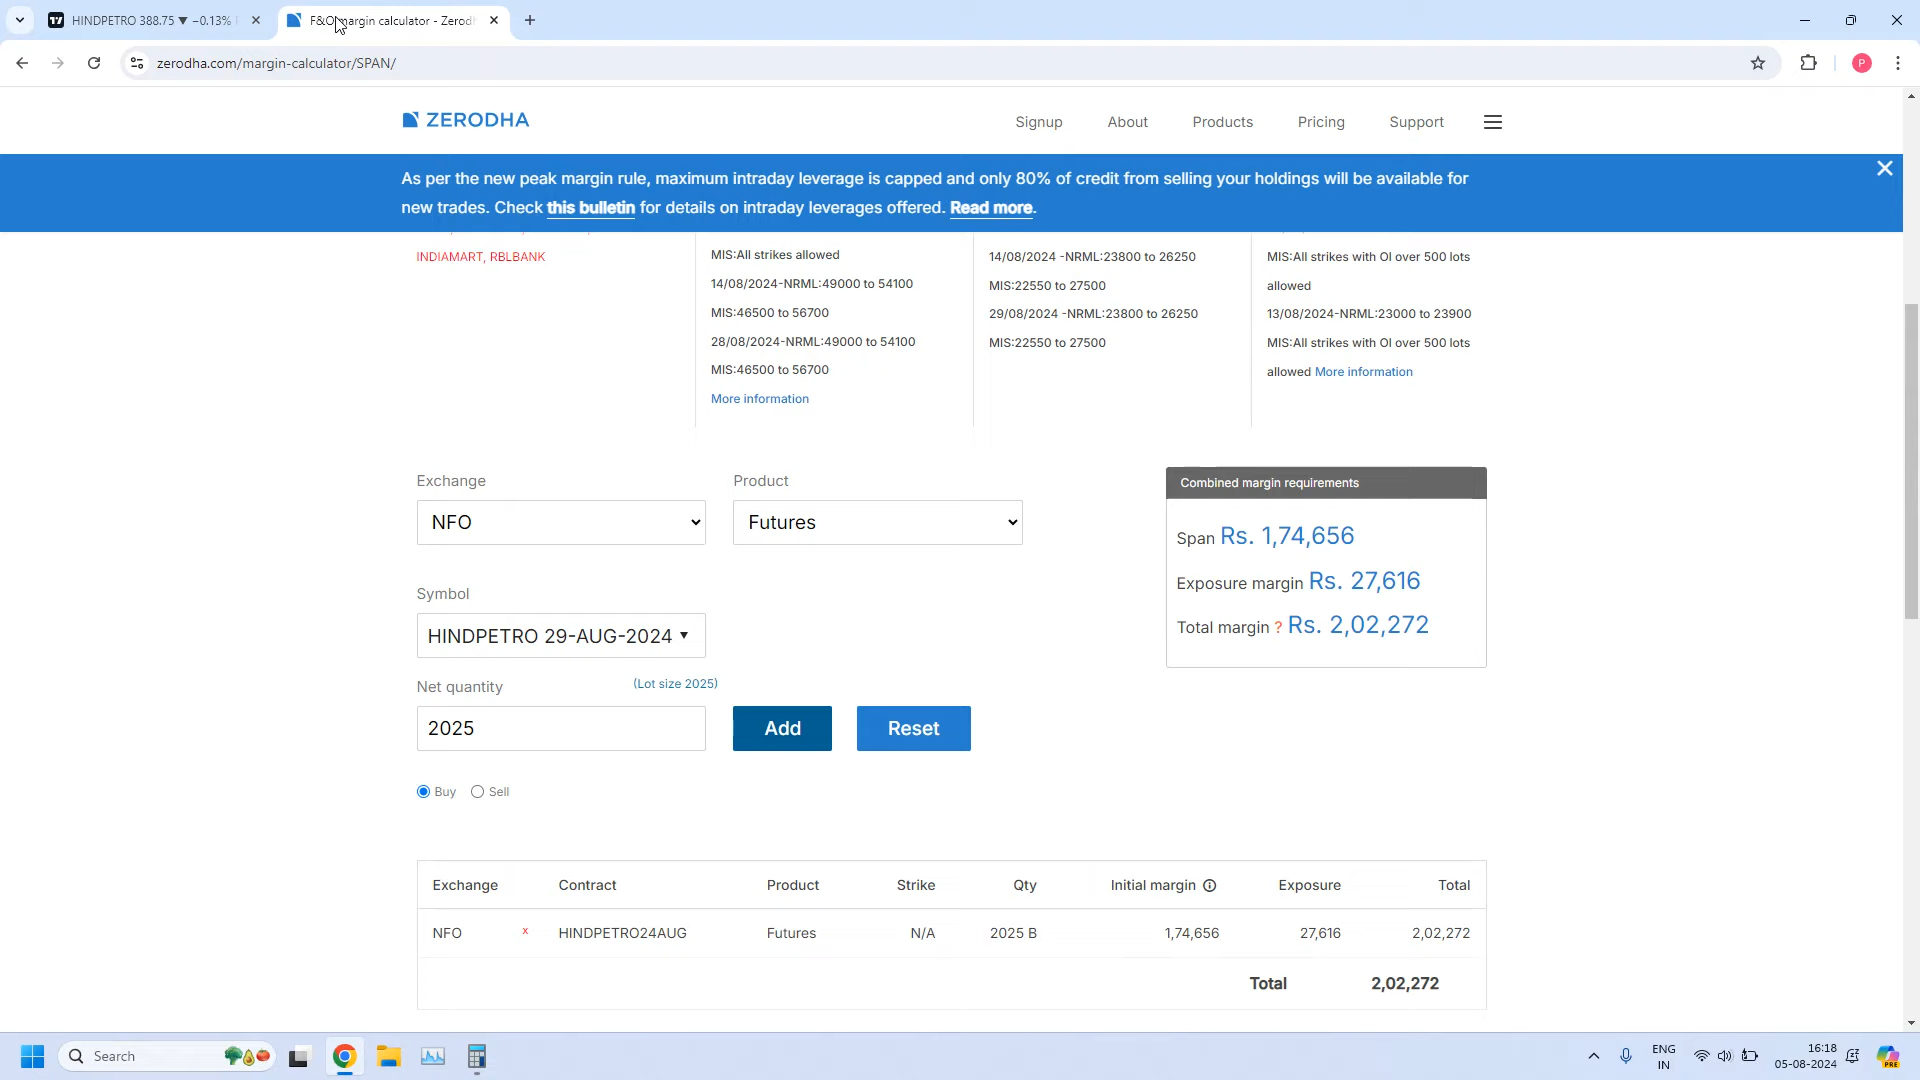 HINDPETRO 388.75 ▼ −0.13%
F&O margin calculator - Zerod
zerodha.com/margin-calculator/SPAN/
P
ZERODHA
Signup
About
Products
Pricing
Support
As per the new peak margin rule, maximum intraday leverage is capped and only 80% of credit from selling your holdings will be available for
new trades. Check this bulletin for details on intraday leverages offered. Read more.
INDIAMART, RBLBANK
MIS:All strikes allowed
14/08/2024-NRML:49000 to 54100
MIS:46500 to 56700
28/08/2024-NRML:49000 to 54100
MIS:46500 to 56700
More information
14/08/2024 -NRML:23800 to 26250
MIS:22550 to 27500
29/08/2024 -NRML:23800 to 26250
MIS:22550 to 27500
MIS:All strikes with OI over 500 lots
allowed
13/08/2024-NRML:23000 to 23900
MIS:All strikes with OI over 500 lots
allowed More information
Exchange
Product
NFO
Futures
Symbol
HINDPETRO 29-AUG-2024
Net quantity
(Lot size 2025)
2025
Add
Reset
Buy
Sell
Combined margin requirements
Span Rs. 1,74,656
Exposure margin Rs. 27,616
Total margin ? Rs. 2,02,272
Exchange Contract Product Strike Qty Initial margin Exposure Total
NFO x HINDPETRO24AUG Futures N/A 2025 B 1,74,656 27,616 2,02,272
Total 2,02,272
Search
ENG
IN
16:18
05-08-2024
PRE